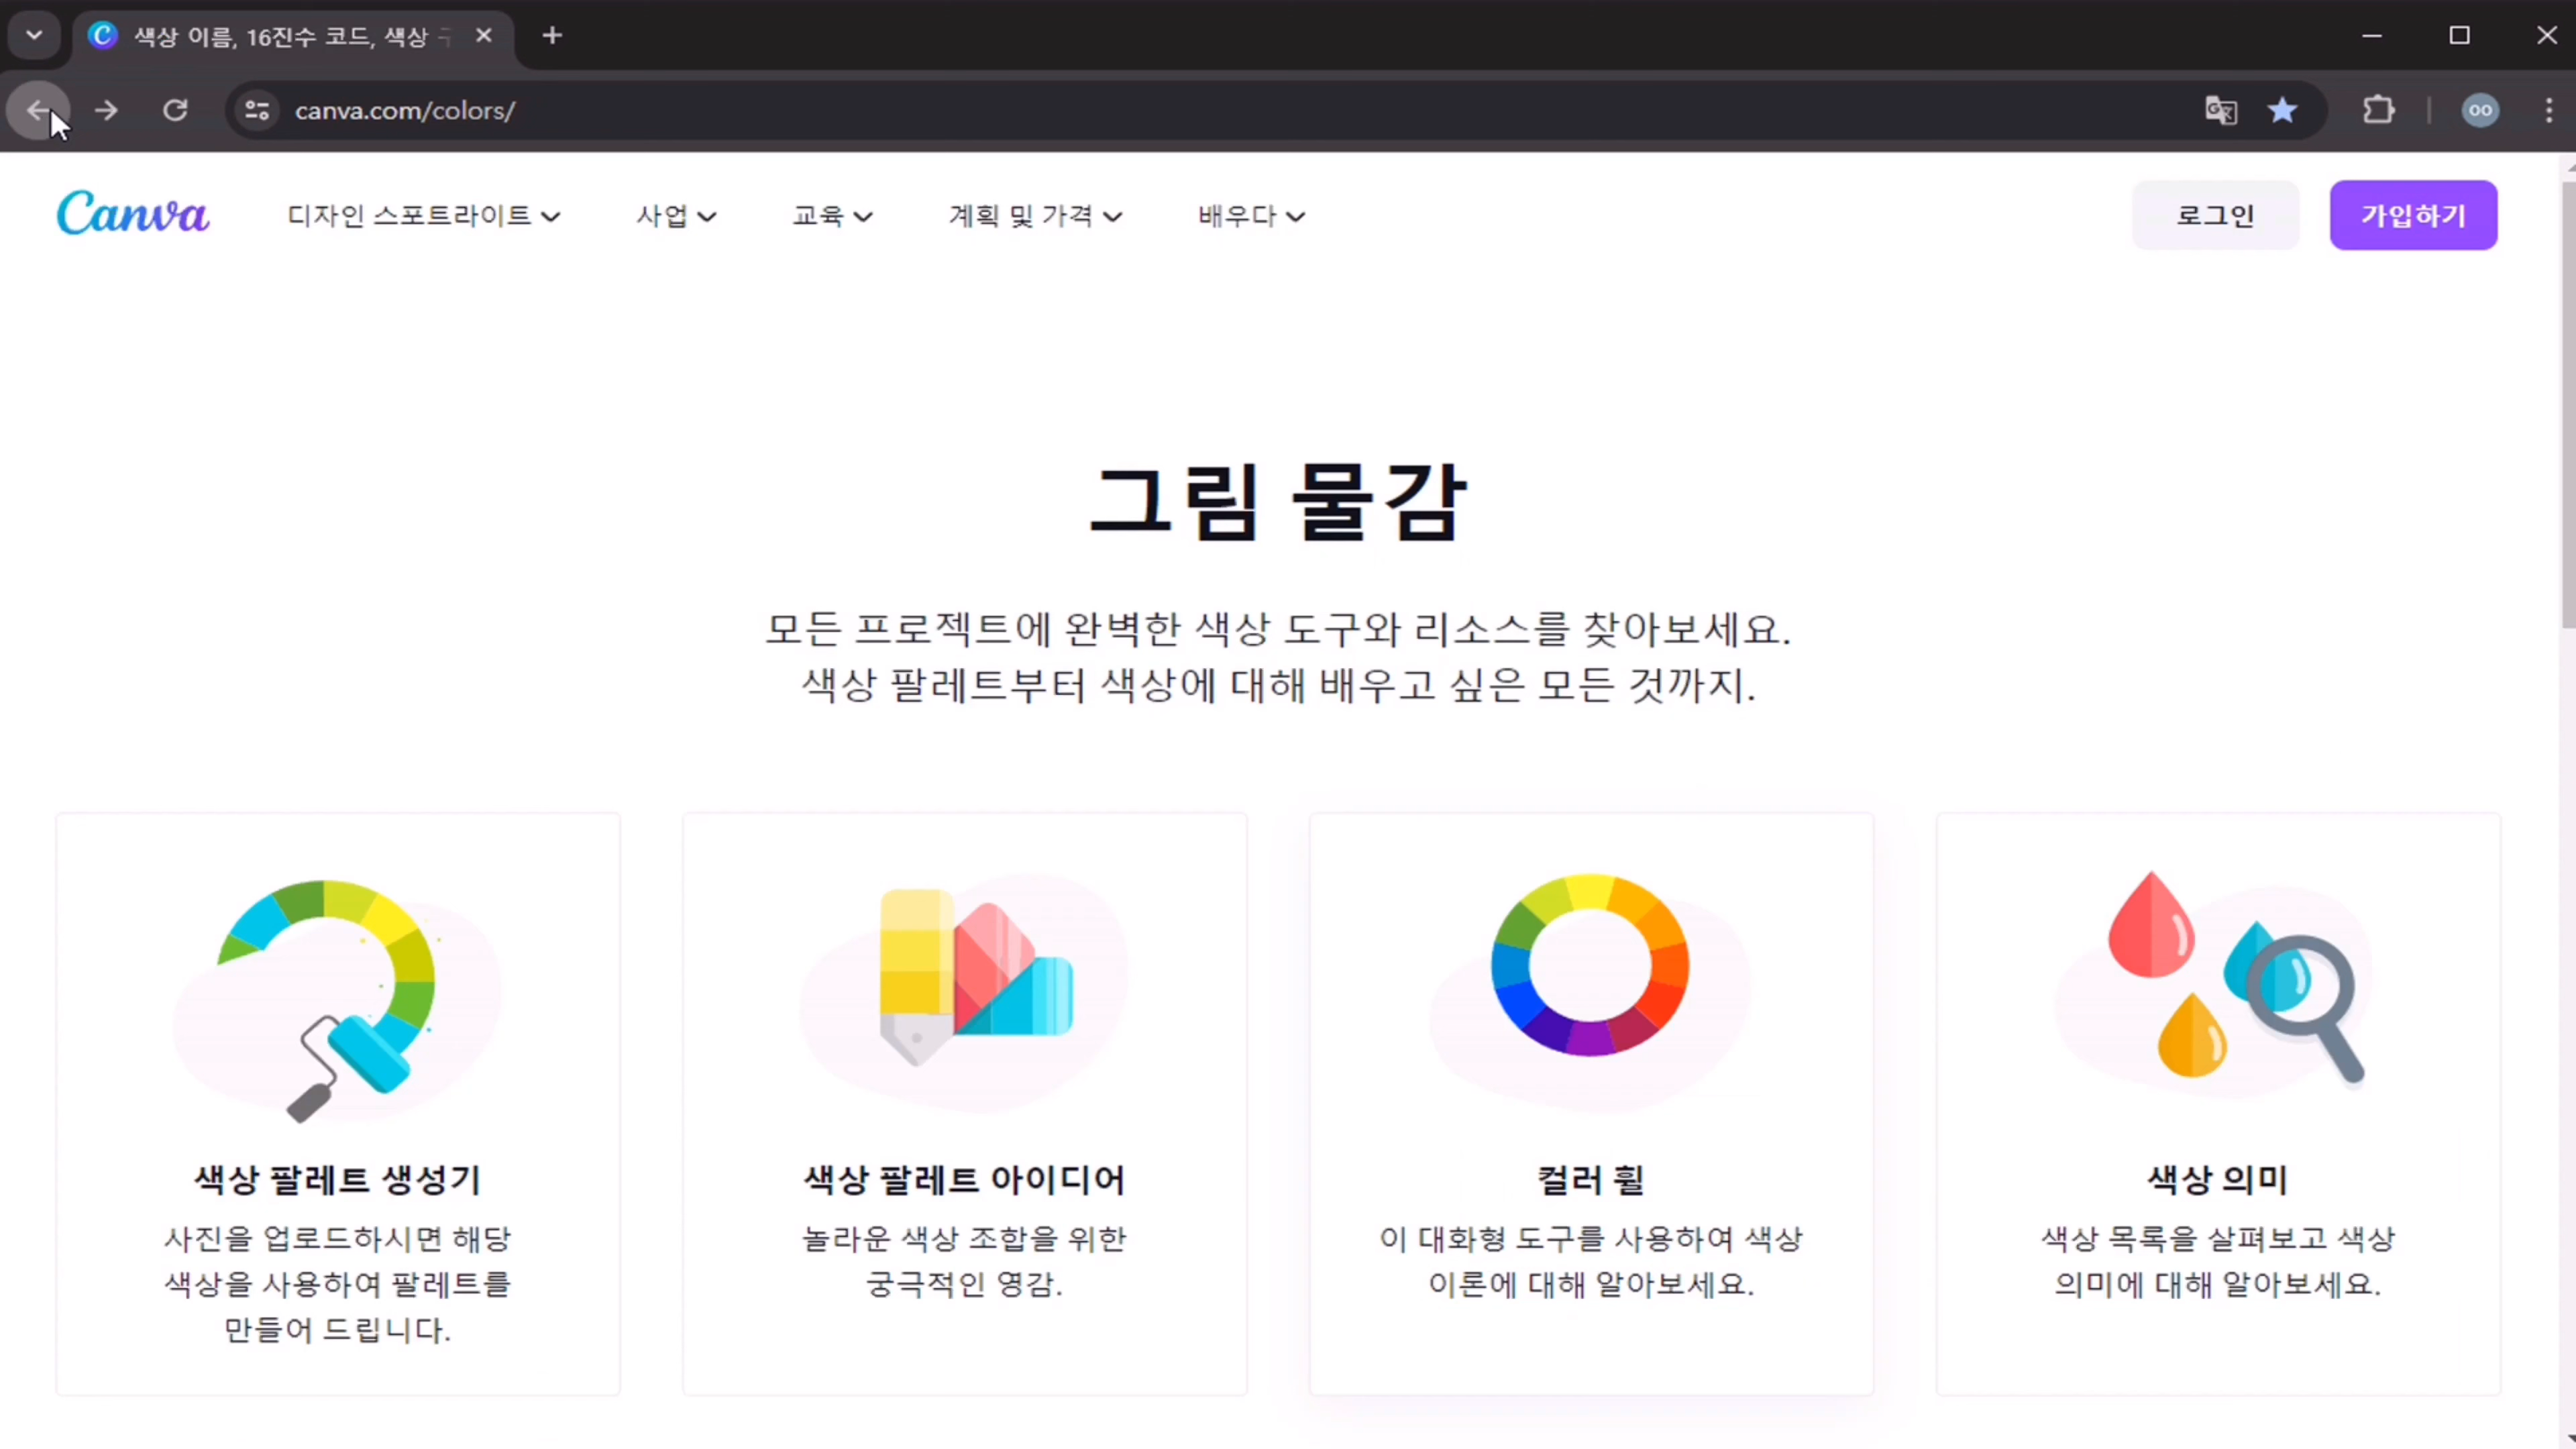 색상 이름, 16진수 코드, 색상
canva.com/colors/
Canva
디자인 스포트라이트
사업
교육
계획 및 가격
배우다
로그인
가입하기
그림 물감
모든 프로젝트에 완벽한 색상 도구와 리소스를 찾아보세요.
색상 팔레트부터 색상에 대해 배우고 싶은 모든 것까지.
색상 팔레트 생성기
사진을 업로드하시면 해당
색상을 사용하여 팔레트를
만들어 드립니다.
색상 팔레트 아이디어
놀라운 색상 조합을 위한
궁극적인 영감.
컬러 휠
이 대화형 도구를 사용하여 색상
이론에 대해 알아보세요.
색상 의미
색상 목록을 살펴보고 색상
의미에 대해 알아보세요.